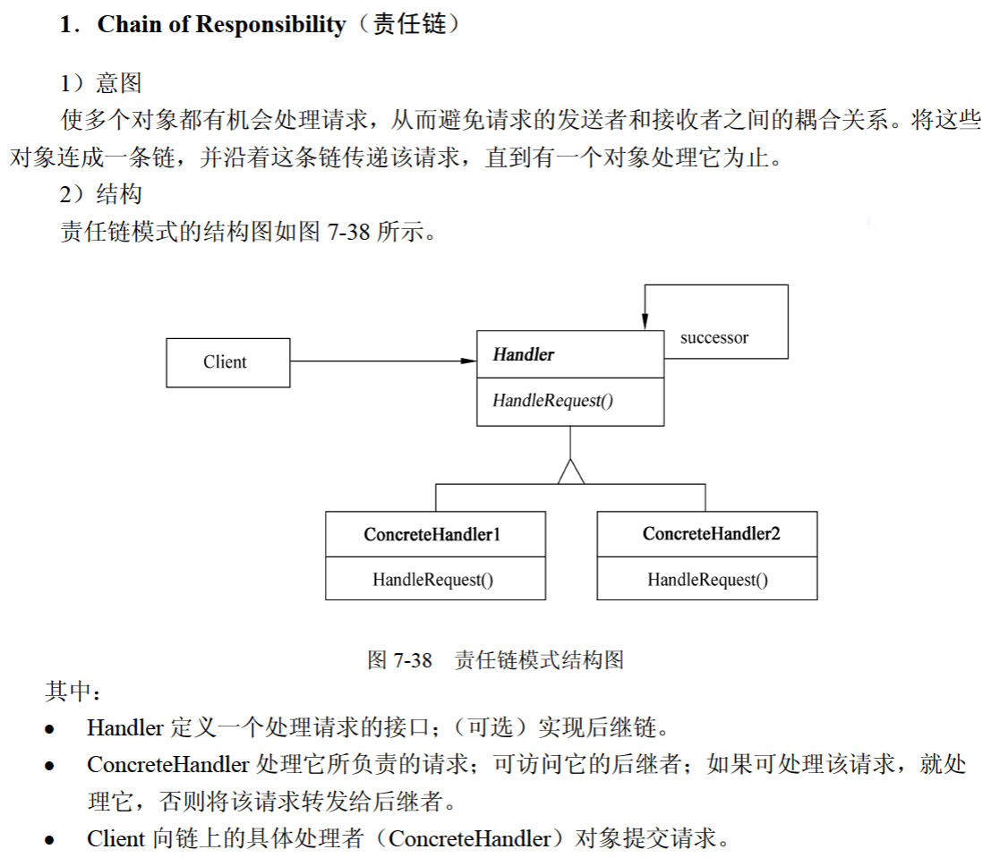 1．Chain of Responsibility（责任链）
1）意图
使多个对象都有机会处理请求，从而避免请求的发送者和接收者之间的耦合关系。将这些
对象连成一条链，并沿着这条链传递该请求，直到有一个对象处理它为止。
2）结构
责任链模式的结构图如图 7-38 所示。
successor
Client
Handler
HandleRequest()
ConcreteHandler1
ConcreteHandler2
HandleRequest()
HandleRequest()
图 7-38 责任链模式结构图
其中：
● Handler 定义一个处理请求的接口；（可选）实现后继链。
● ConcreteHandler 处理它所负责的请求；可访问它的后继者；如果可处理该请求，就处
理它，否则将该请求转发给后继者。
● Client 向链上的具体处理者（ConcreteHandler）对象提交请求。